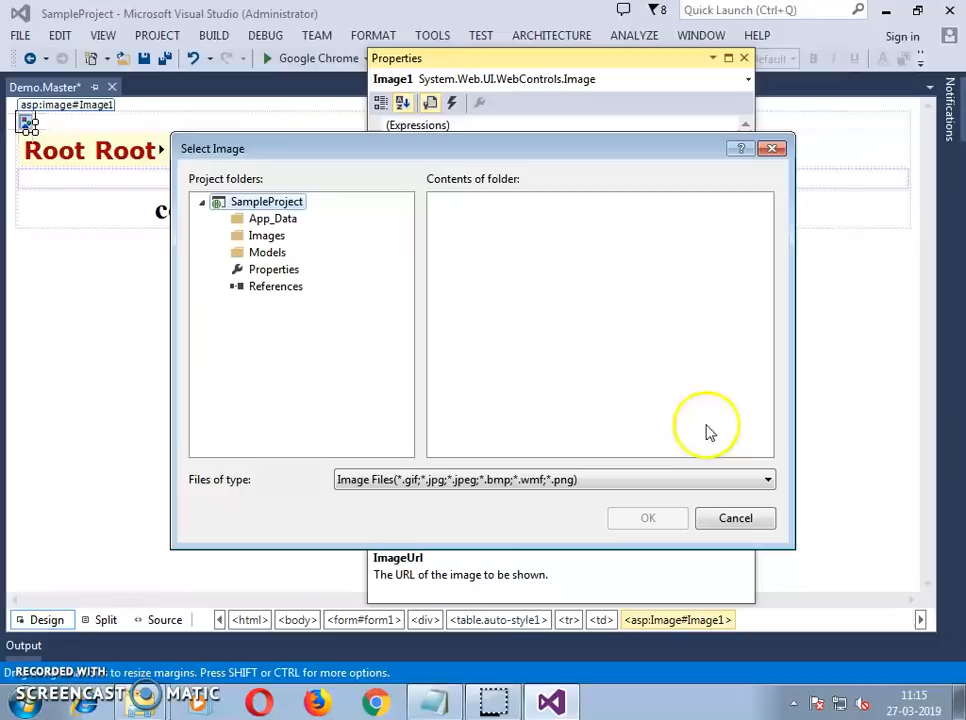 SampleProject - Microsoft Visual Studio (Administrator)
8
Quick Launch (Ctrl+Q)
FILE EDIT VIEW PROJECT BUILD DEBUG TEAM FORMAT TOOLS TEST ARCHITECTURE ANALYZE WINDOW HELP
Sign in
Google Chrome
Properties
Demo.Master*
Image1 System.Web.UI.WebControls.Image
asp:image#Image1
(Expressions)
Notifications
Root Root
Select Image
Project folders:
Contents of folder:
SampleProject
App_Data
Images
Models
Properties
References
Files of type:
Image Files(*.gif;*.jpg;*.jpeg;*.bmp;*.wmf;*.png)
OK
Cancel
ImageUrl
The URL of the image to be shown.
Design Split Source
<html> <body> <form#form1> <div> <table.auto-style1> <tr> <td> <asp:Image#Image1>
Output
to resize margins. Press SHIFT or CTRL for more options.
RECORDED WITH
SCREENCAST MATIC
11:15
27-03-2019